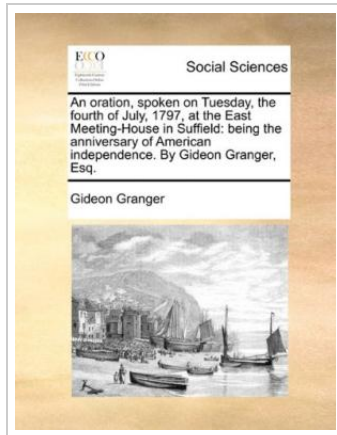 ECCO
Social Sciences
An oration, spoken on Tuesday, the
fourth of July, 1797, at the East
Meeting-House in Suffield: being the
anniversary of American
independence. By Gideon Granger,
Esq.
Gideon Granger